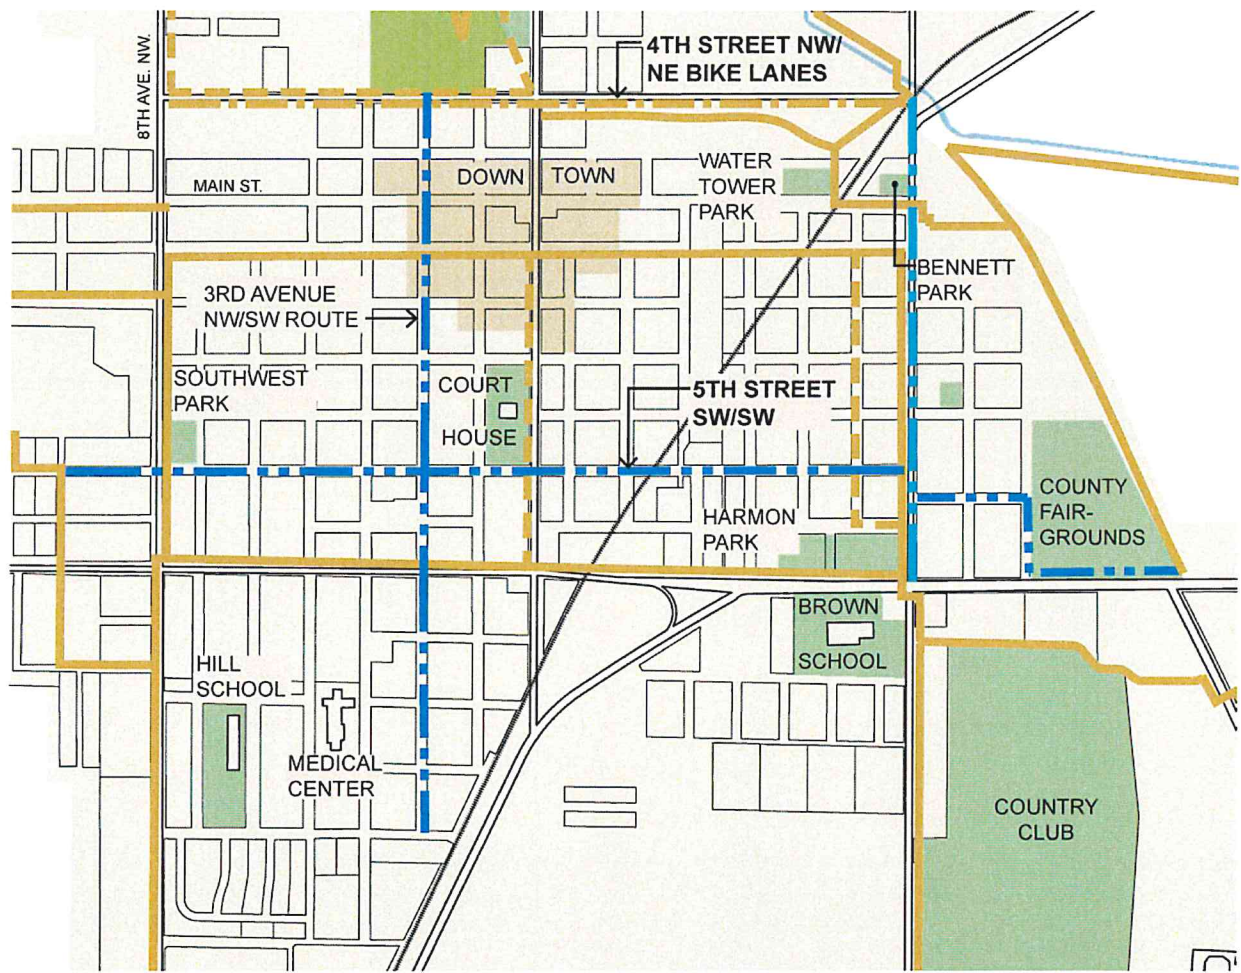 4TH STREET NW/
NE BIKE LANES
8TH AVE. NW.
MAIN ST.
DOWN TOWN
WATER
TOWER
PARK
BENNETT
PARK
3RD AVENUE
NW/SW ROUTE
SOUTHWEST
PARK
COURT
HOUSE
5TH STREET
SW/SW
COUNTY
FAIR-
GROUNDS
HARMON
PARK
BROWN
SCHOOL
HILL
SCHOOL
MEDICAL
CENTER
COUNTRY
CLUB